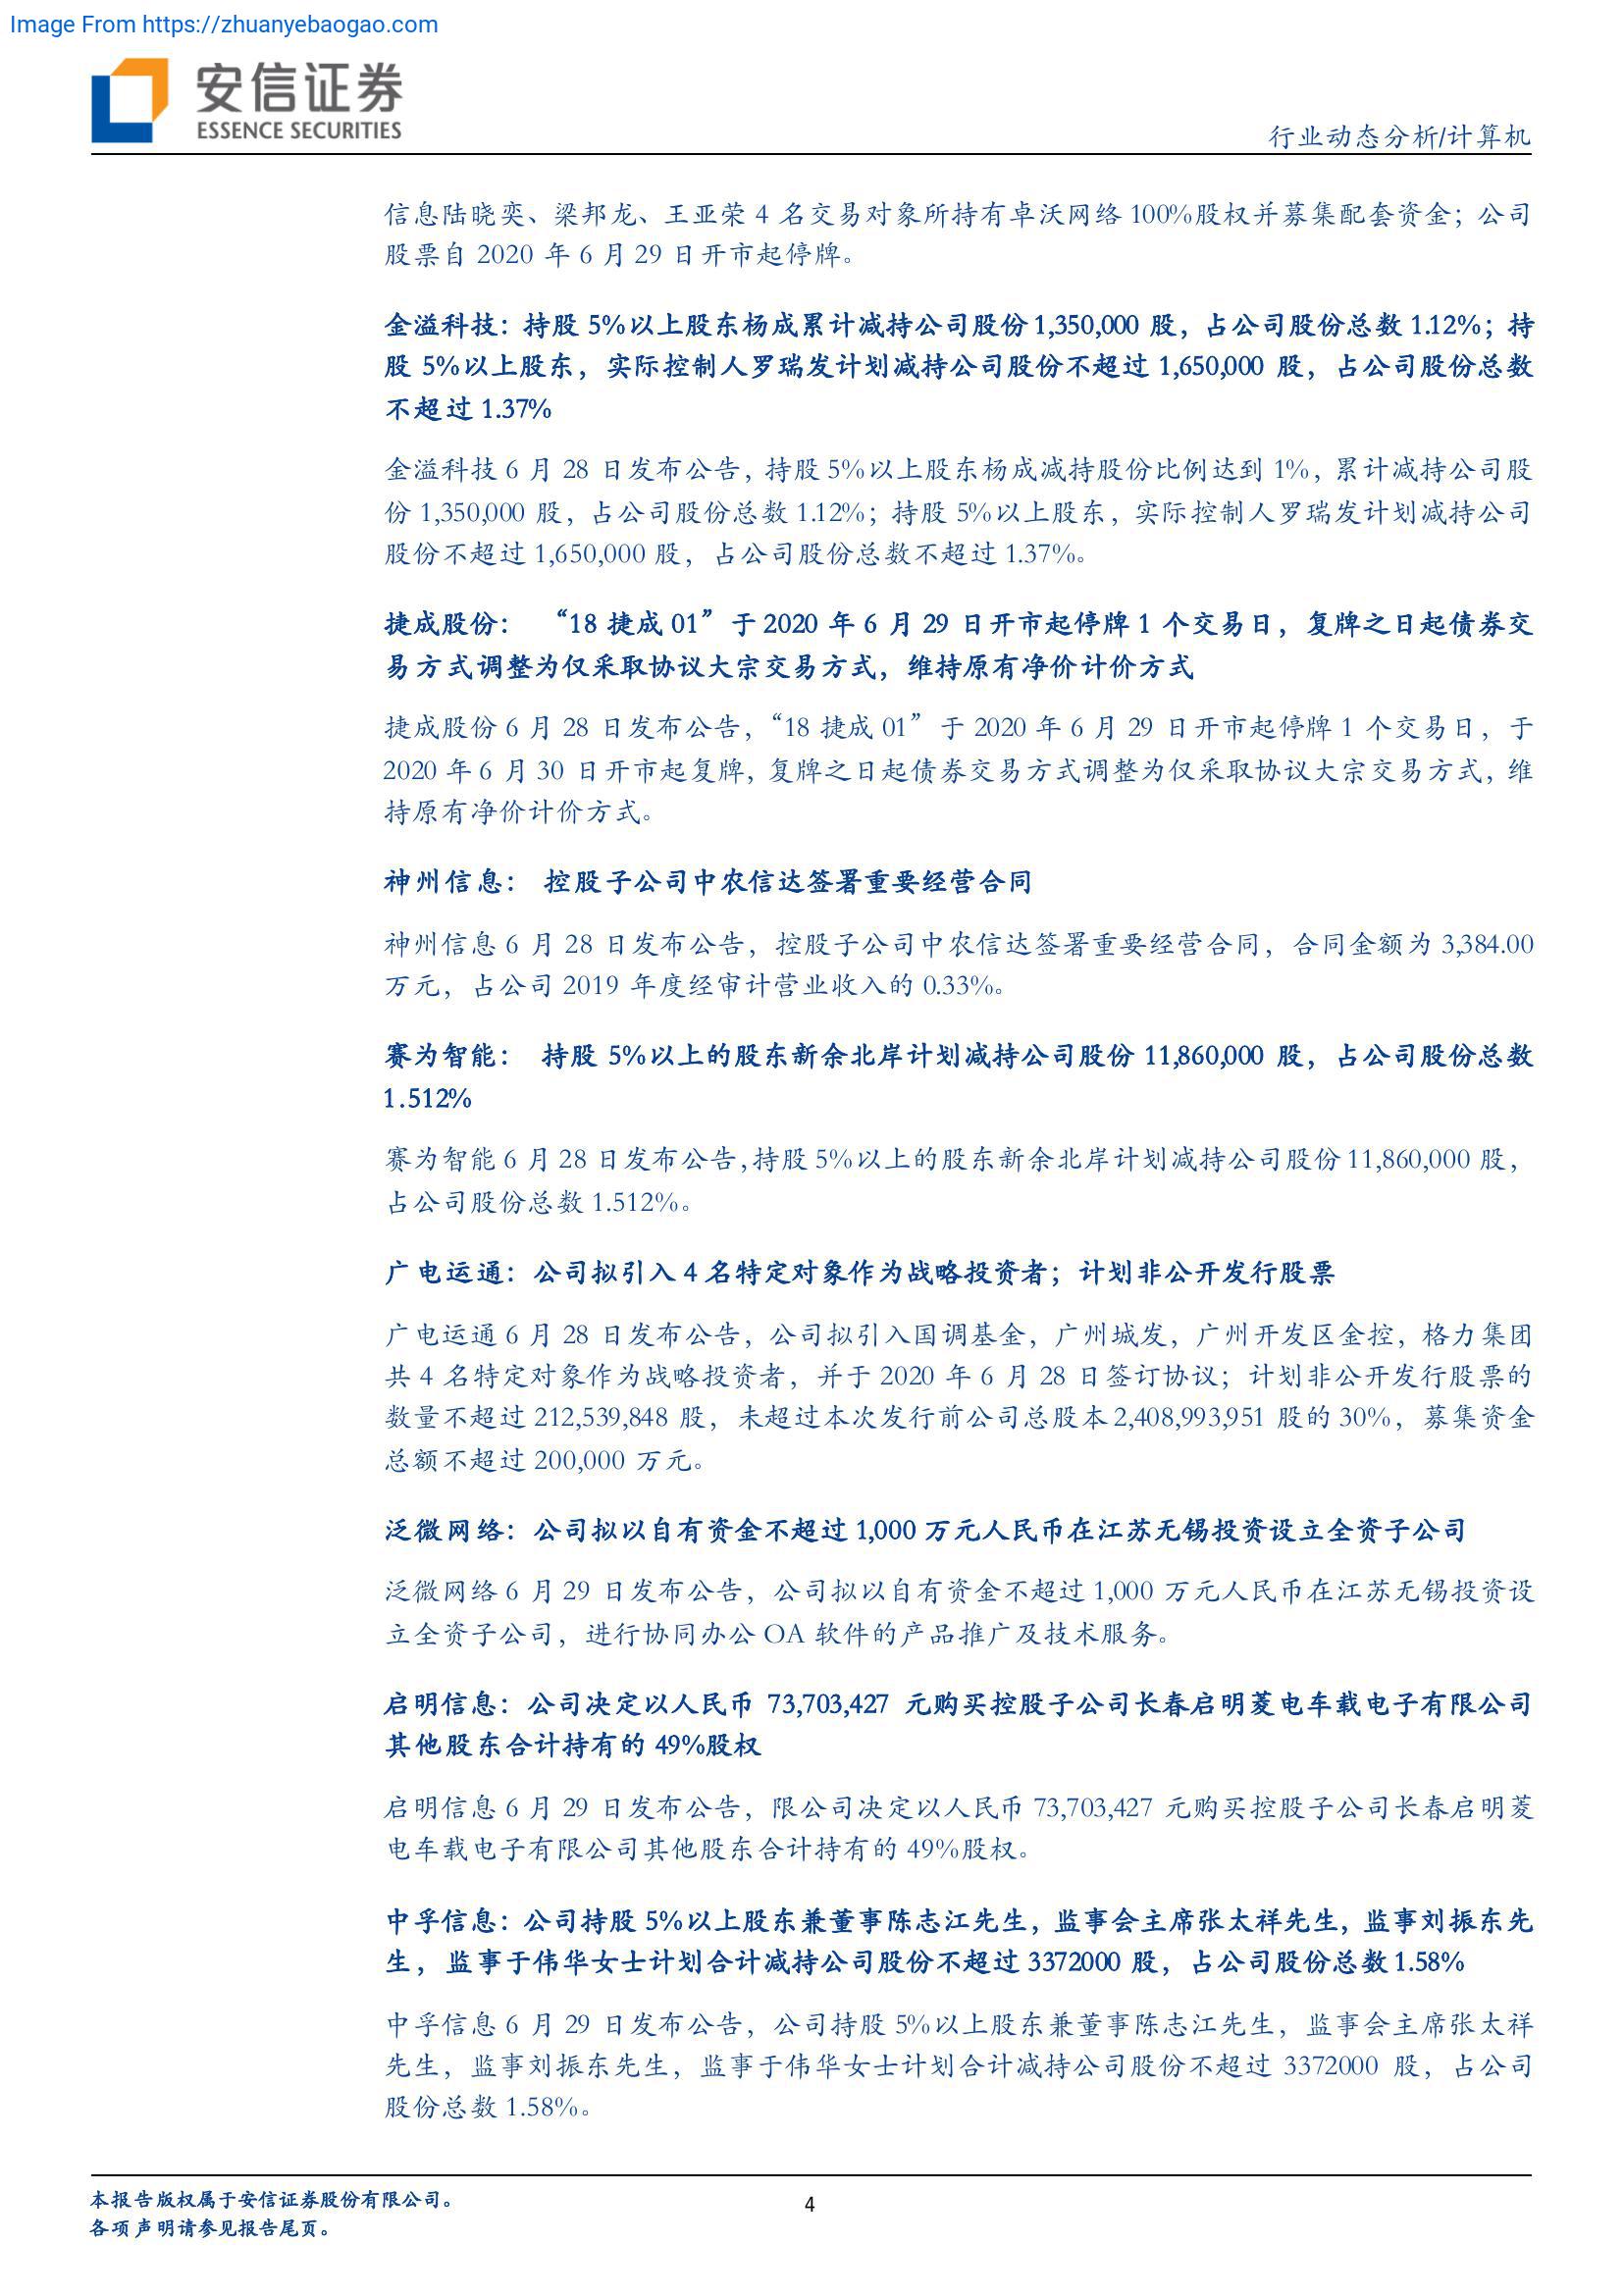 Image From https://zhuanyebaogao.com
安信证券
ESSENCE SECURITIES
行业动态分析/计算机
信息陆晓奕、梁邦龙、王亚荣 4 名交易对象所持有卓沃网络 100%股权并募集配套资金；公司
股票自 2020 年 6 月 29 日开市起停牌。
金溢科技：持股 5%以上股东杨成累计减持公司股份 1,350,000 股，占公司股份总数 1.12%；持
股 5%以上股东，实际控制人罗瑞发计划减持公司股份不超过 1,650,000 股，占公司股份总数
不超过 1.37%
金溢科技 6 月 28 日发布公告，持股 5%以上股东杨成减持股份比例达到 1%，累计减持公司股
份 1,350,000 股，占公司股份总数 1.12%；持股 5%以上股东，实际控制人罗瑞发计划减持公司
股份不超过 1,650,000 股，占公司股份总数不超过 1.37%。
捷成股份： “18 捷成 01”于 2020 年 6 月 29 日开市起停牌 1 个交易日，复牌之日起债券交
易方式调整为仅采取协议大宗交易方式，维持原有净价计价方式
捷成股份 6 月 28 日发布公告，“18 捷成 01”于 2020 年 6 月 29 日开市起停牌 1 个交易日，于
2020 年 6 月 30 日开市起复牌，复牌之日起债券交易方式调整为仅采取协议大宗交易方式，维
持原有净价计价方式。
神州信息： 控股子公司中农信达签署重要经营合同
神州信息 6 月 28 日发布公告，控股子公司中农信达签署重要经营合同，合同金额为 3,384.00
万元，占公司 2019 年度经审计营业收入的 0.33%。
赛为智能： 持股 5%以上的股东新余北岸计划减持公司股份 11,860,000 股，占公司股份总数
1.512%
赛为智能 6 月 28 日发布公告，持股 5%以上的股东新余北岸计划减持公司股份 11,860,000 股，
占公司股份总数 1.512%。
广电运通：公司拟引入 4 名特定对象作为战略投资者；计划非公开发行股票
广电运通 6 月 28 日发布公告，公司拟引入国调基金，广州城发，广州开发区金控，格力集团
共 4 名特定对象作为战略投资者，并于 2020 年 6 月 28 日签订协议；计划非公开发行股票的
数量不超过 212,539,848 股，未超过本次发行前公司总股本 2,408,993,951 股的 30%，募集资金
总额不超过 200,000 万元。
泛微网络：公司拟以自有资金不超过 1,000 万元人民币在江苏无锡投资设立全资子公司
泛微网络 6 月 29 日发布公告，公司拟以自有资金不超过 1,000 万元人民币在江苏无锡投资设
立全资子公司，进行协同办公 OA 软件的产品推广及技术服务。
启明信息：公司决定以人民币 73,703,427 元购买控股子公司长春启明菱电车载电子有限公司
其他股东合计持有的 49%股权
启明信息 6 月 29 日发布公告，限公司决定以人民币 73,703,427 元购买控股子公司长春启明菱
电车载电子有限公司其他股东合计持有的 49%股权。
中孚信息：公司持股 5%以上股东兼董事陈志江先生，监事会主席张太祥先生，监事刘振东先
生，监事于伟华女士计划合计减持公司股份不超过 3372000 股，占公司股份总数 1.58%
中孚信息 6 月 29 日发布公告，公司持股 5%以上股东兼董事陈志江先生，监事会主席张太祥
先生，监事刘振东先生，监事于伟华女士计划合计减持公司股份不超过 3372000 股，占公司
股份总数 1.58%。
本报告版权属于安信证券股份有限公司。
各项声明请参见报告尾页。
4